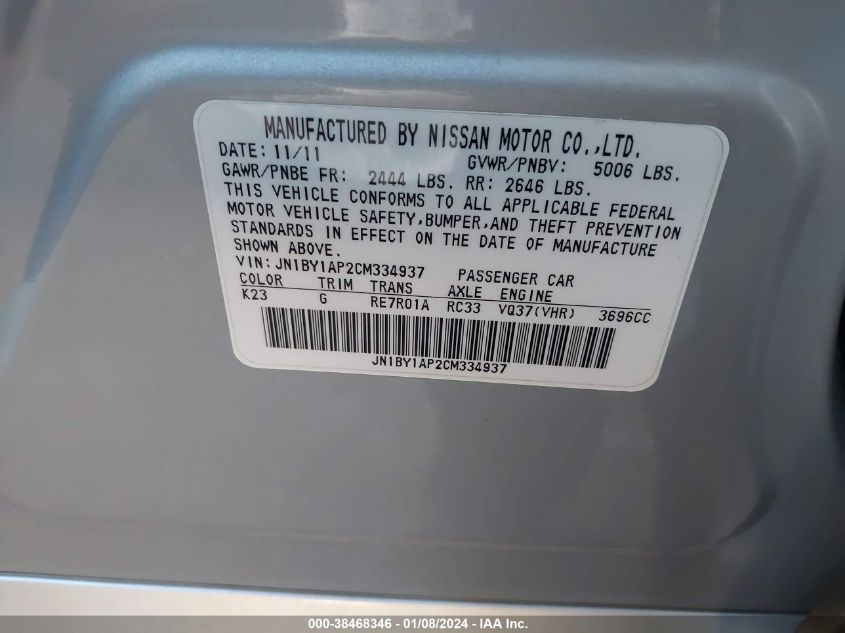 MANUFACTURED BY NISSAN MOTOR CO.,LTD.
DATE: 11/11 GVWR/PNBV: 5006 LBS.
GAWR/PNBE FR: 2444 LBS. RR: 2646 LBS.
THIS VEHICLE CONFORMS TO ALL APPLICABLE FEDERAL
MOTOR VEHICLE SAFETY,BUMPER,AND THEFT PREVENTION
STANDARDS IN EFFECT ON THE DATE OF MANUFACTURE
SHOWN ABOVE.
VIN: JN1BY1AP2CM334937 PASSENGER CAR
COLOR TRIM TRANS AXLE ENGINE
K23 G RE7R01A RC33 VQ37(VHR) 3696CC
JN1BY1AP2CM334937
000-38468346 - 01/08/2024 - IAA Inc.